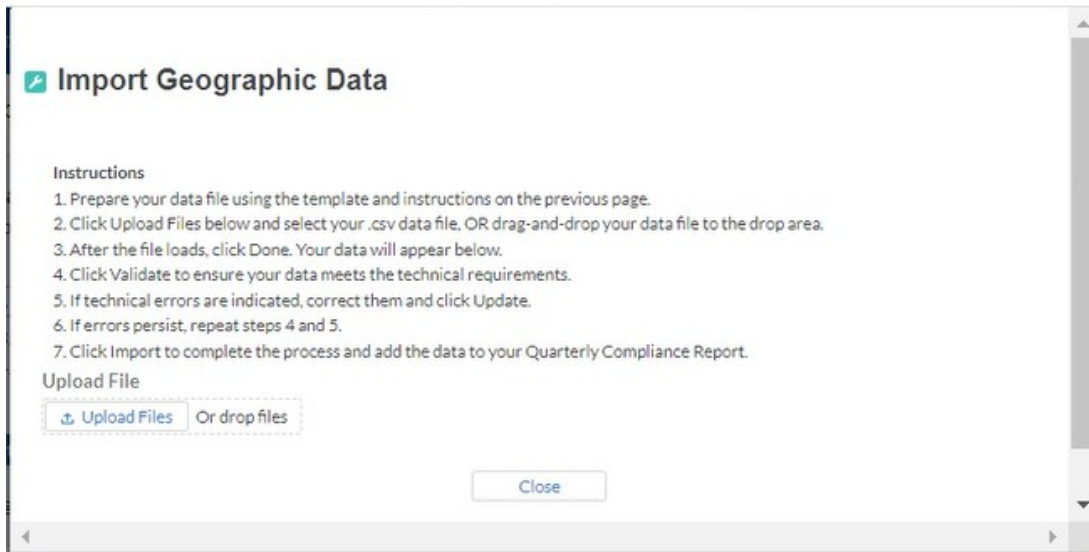 Import Geographic Data
Instructions
1. Prepare your data file using the template and instructions on the previous page.
2. Click Upload Files below and select your .csv data file, OR drag-and-drop your data file to the drop area.
3. After the file loads, click Done. Your data will appear below.
4. Click Validate to ensure your data meets the technical requirements.
5. If technical errors are indicated, correct them and click Update.
6. If errors persist, repeat steps 4 and 5.
7. Click Import to complete the process and add the data to your Quarterly Compliance Report.
Upload File
Upload Files Or drop files
Close